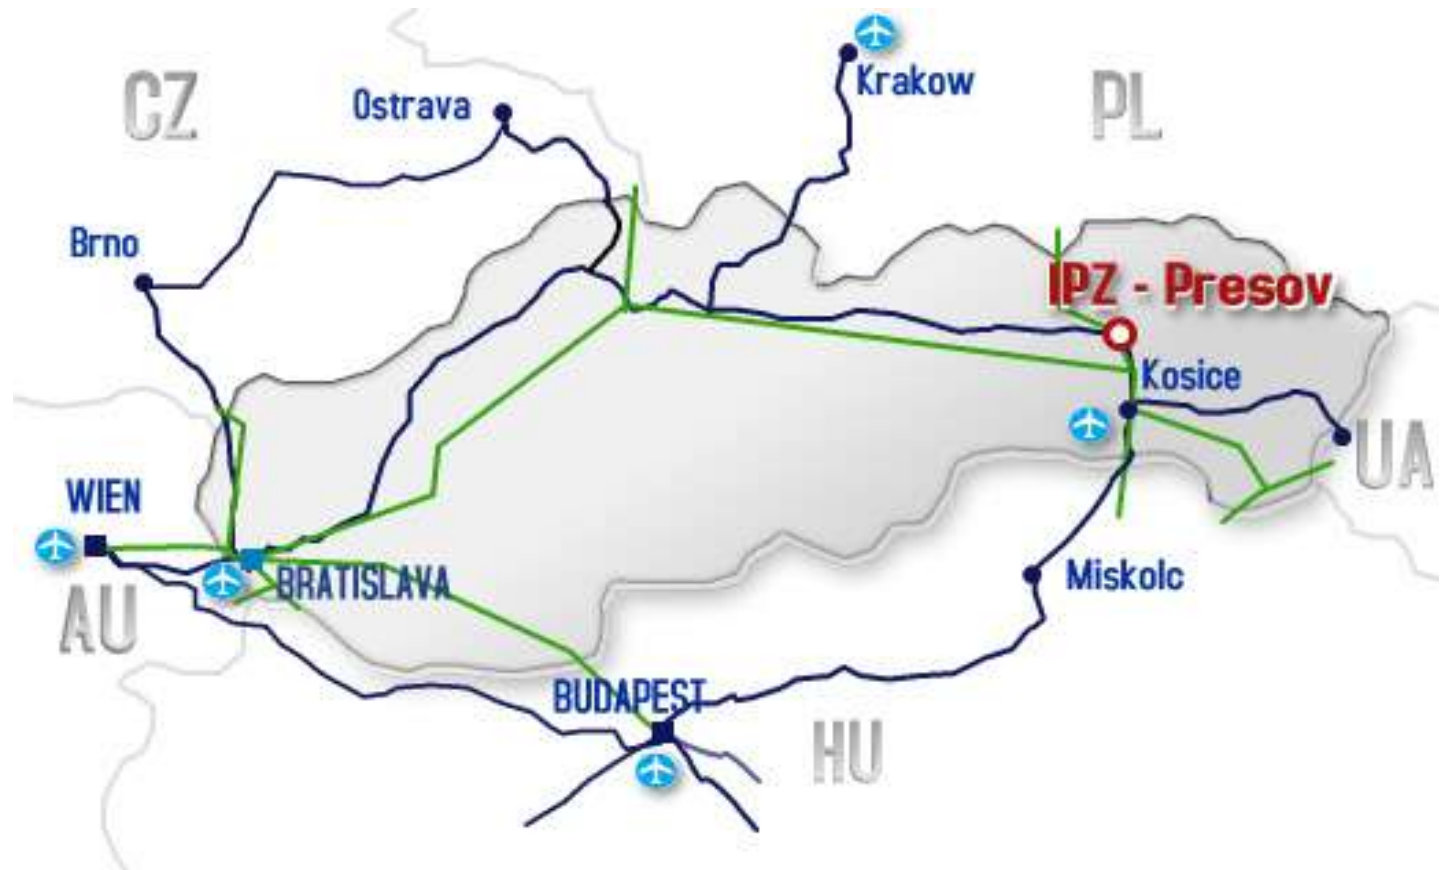 Krakow
CZ
Ostrava
PL
Brno
IPZ - Presov
Kosice
UA
WIEN
BRATISLAVA
Miskolc
AU
BUDAPEST
HU